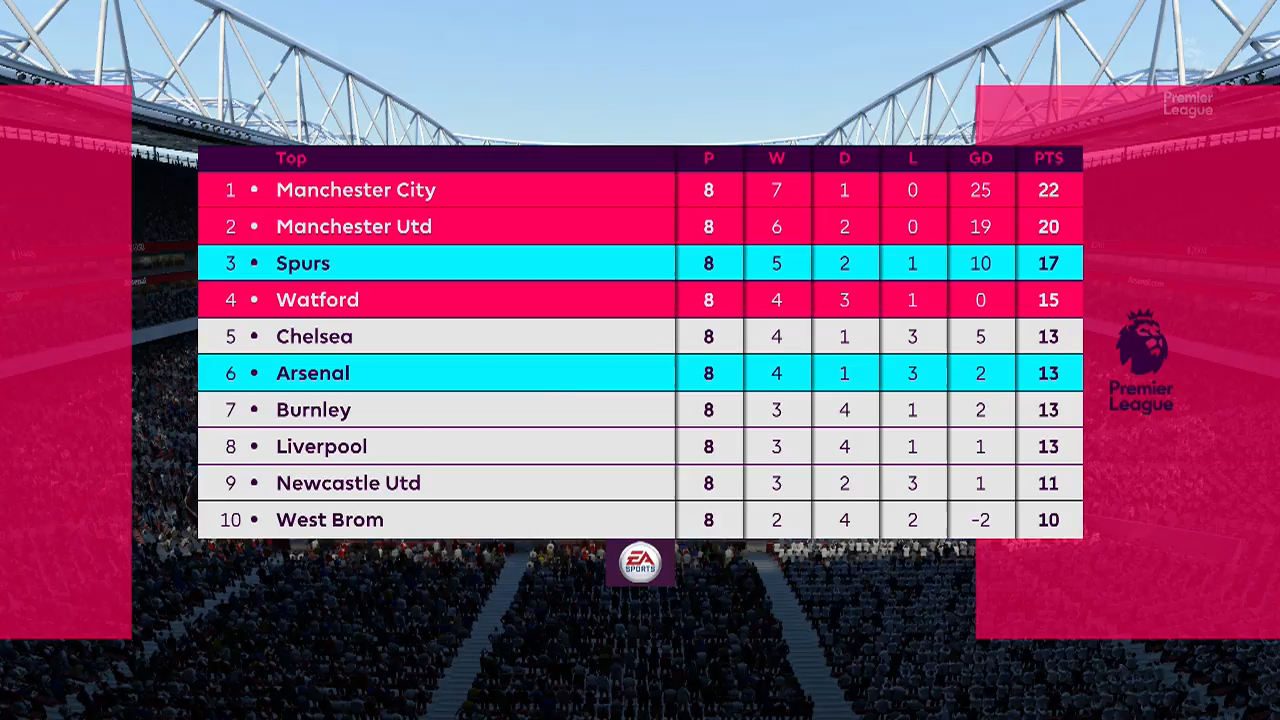 Premier
League
Top P W D L GD PTS
1 • Manchester City 8 7 1 0 25 22
2 • Manchester Utd 8 6 2 0 19 20
3 • Spurs 8 5 2 1 10 17
4 • Watford 8 4 3 1 0 15
5 • Chelsea 8 4 1 3 5 13
6 • Arsenal 8 4 1 3 2 13
7 • Burnley 8 3 4 1 2 13
8 • Liverpool 8 3 4 1 1 13
9 • Newcastle Utd 8 3 2 3 1 11
10 • West Brom 8 2 4 2 -2 10
Premier
League
EA
SPORTS